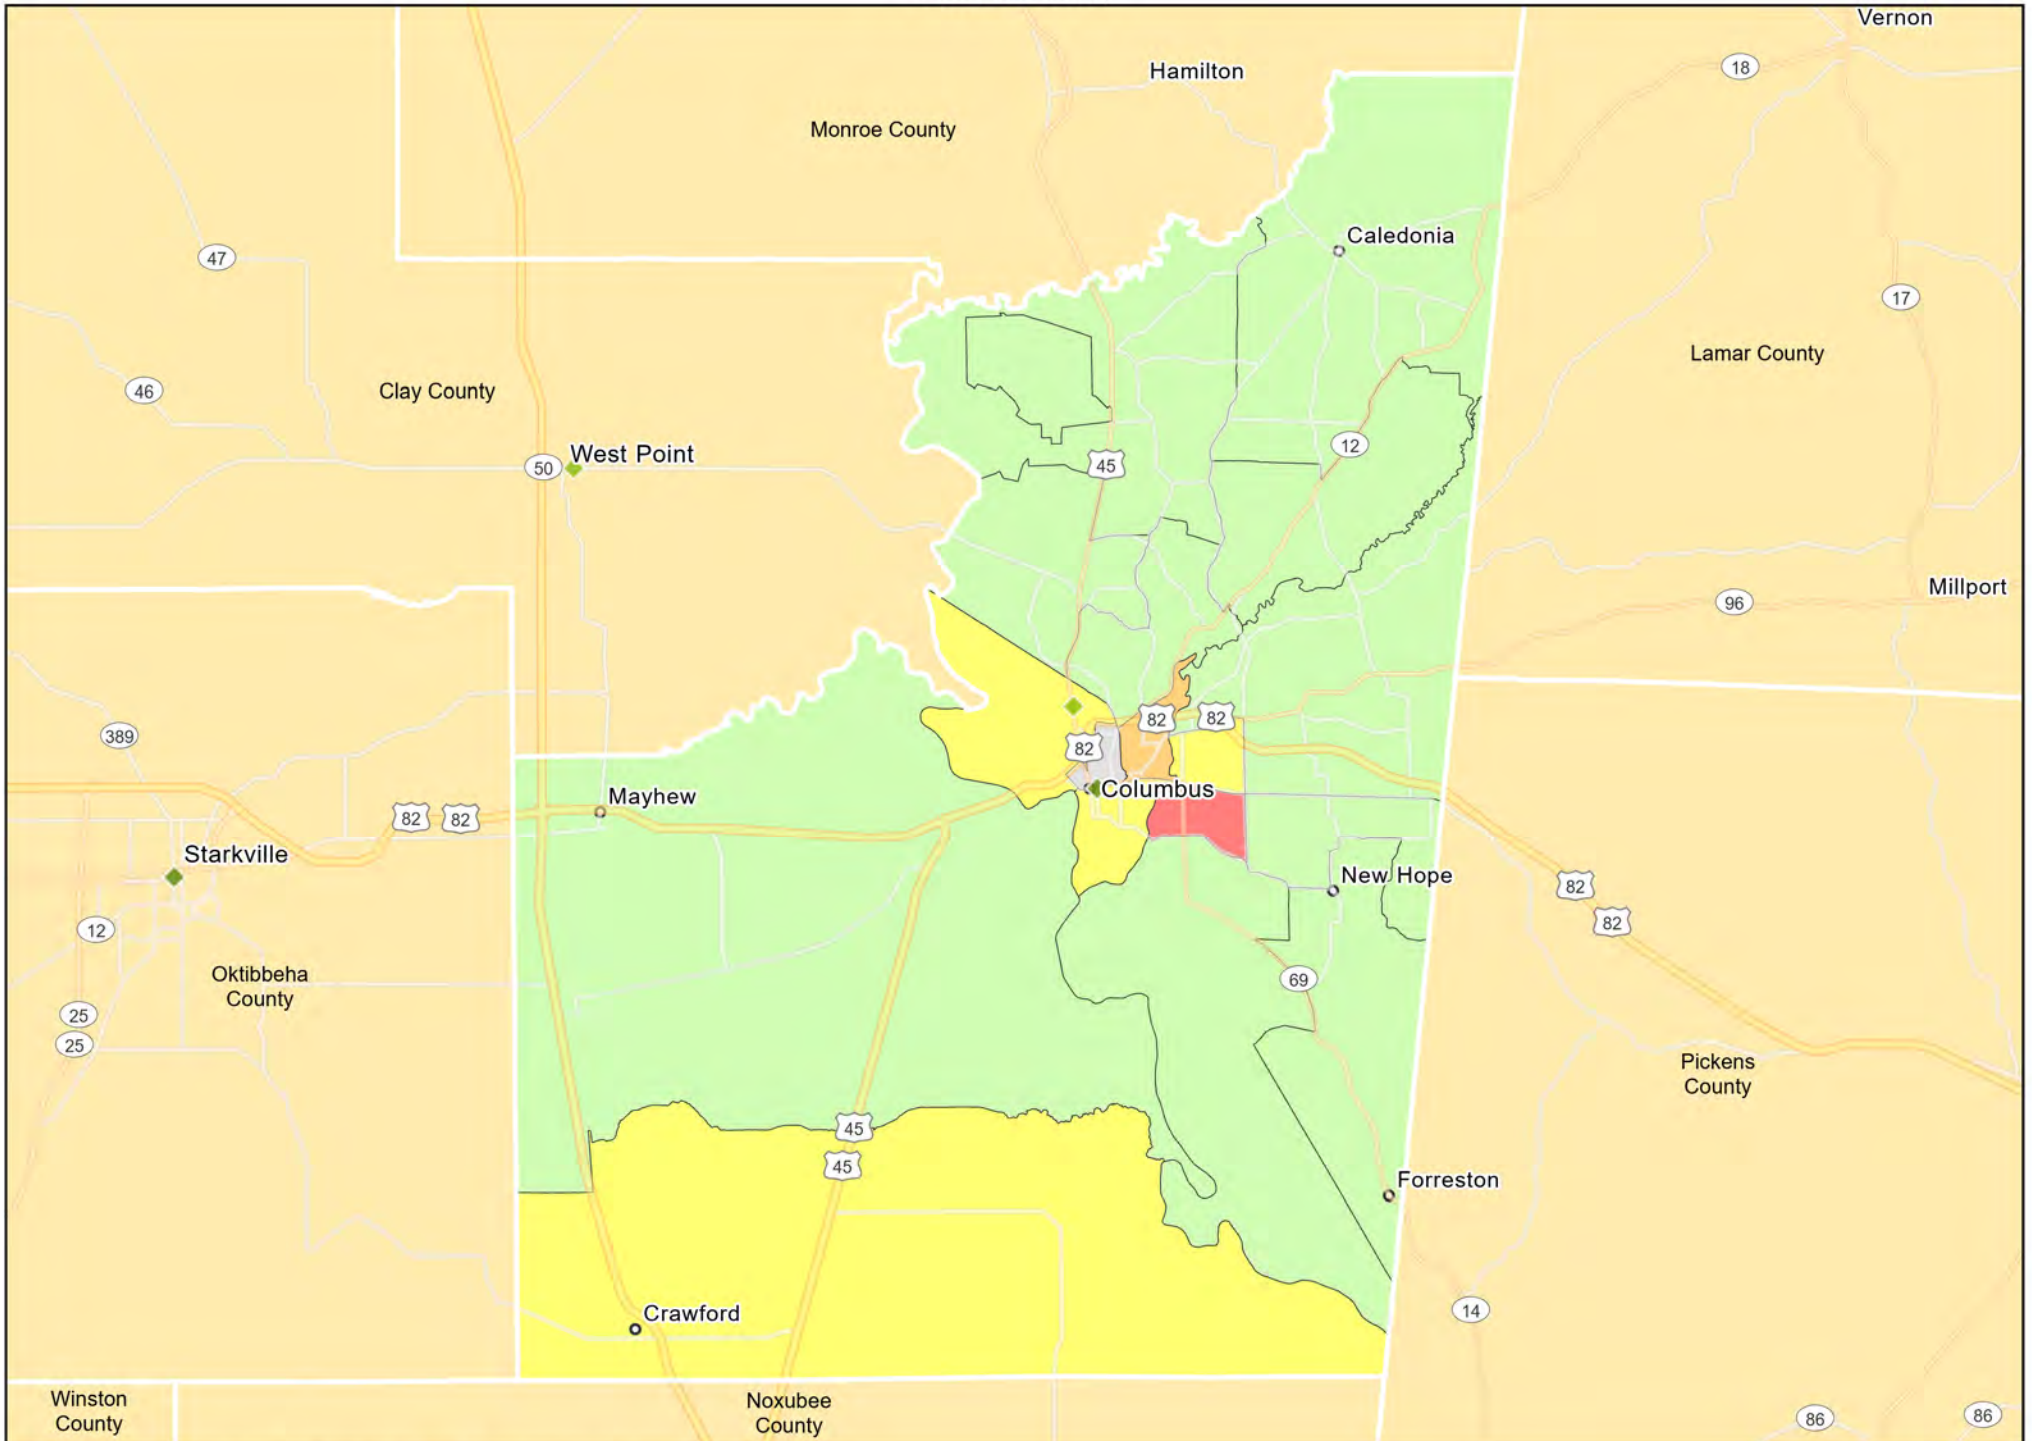 Vernon
18
Hamilton
Monroe County
Caledonia
47
17
Lamar County
46
Clay County
12
West Point
50
45
Millport
96
82
82
389
82
Columbus
Mayhew
82
82
Starkville
New Hope
82
82
12
Oktibbeha
County
69
25
25
Pickens
County
45
45
Forreston
14
Crawford
Winston
County
Noxubee
County
86
86